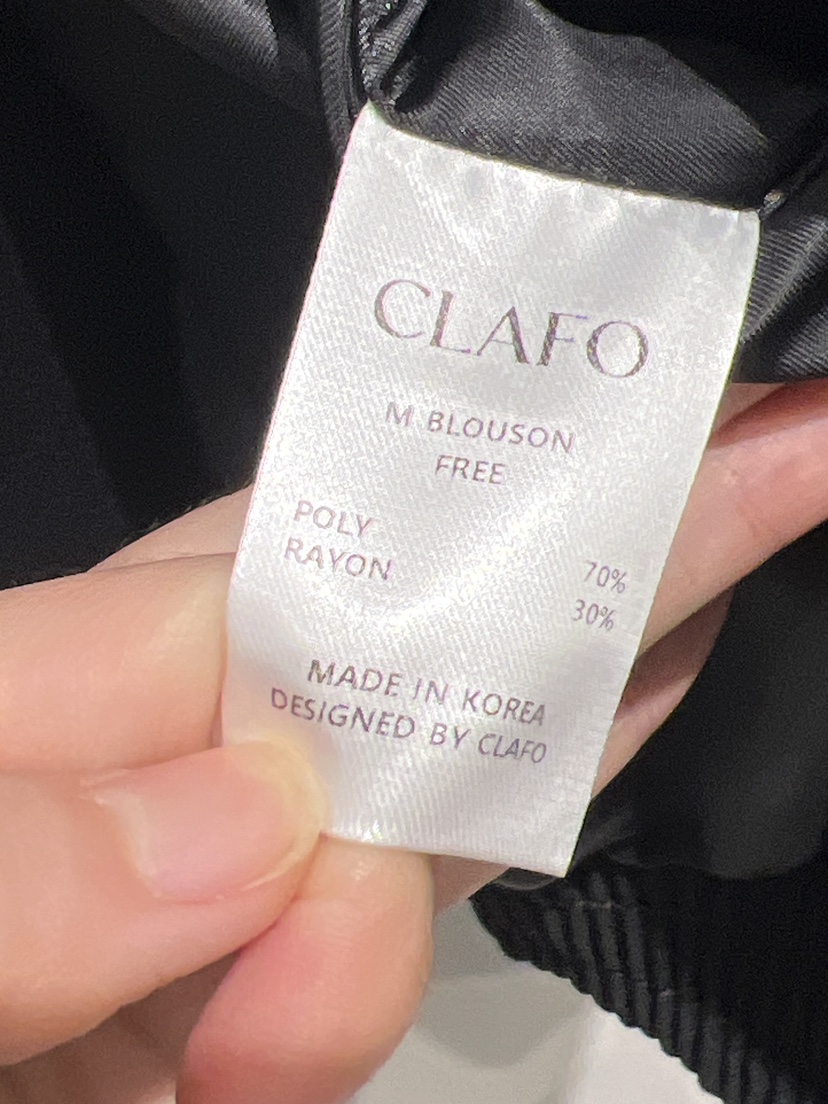 CLAFO
M BLOUSON
FREE
POLY 70%
RAYON 30%
MADE IN KOREA
DESIGNED BY CLAFO